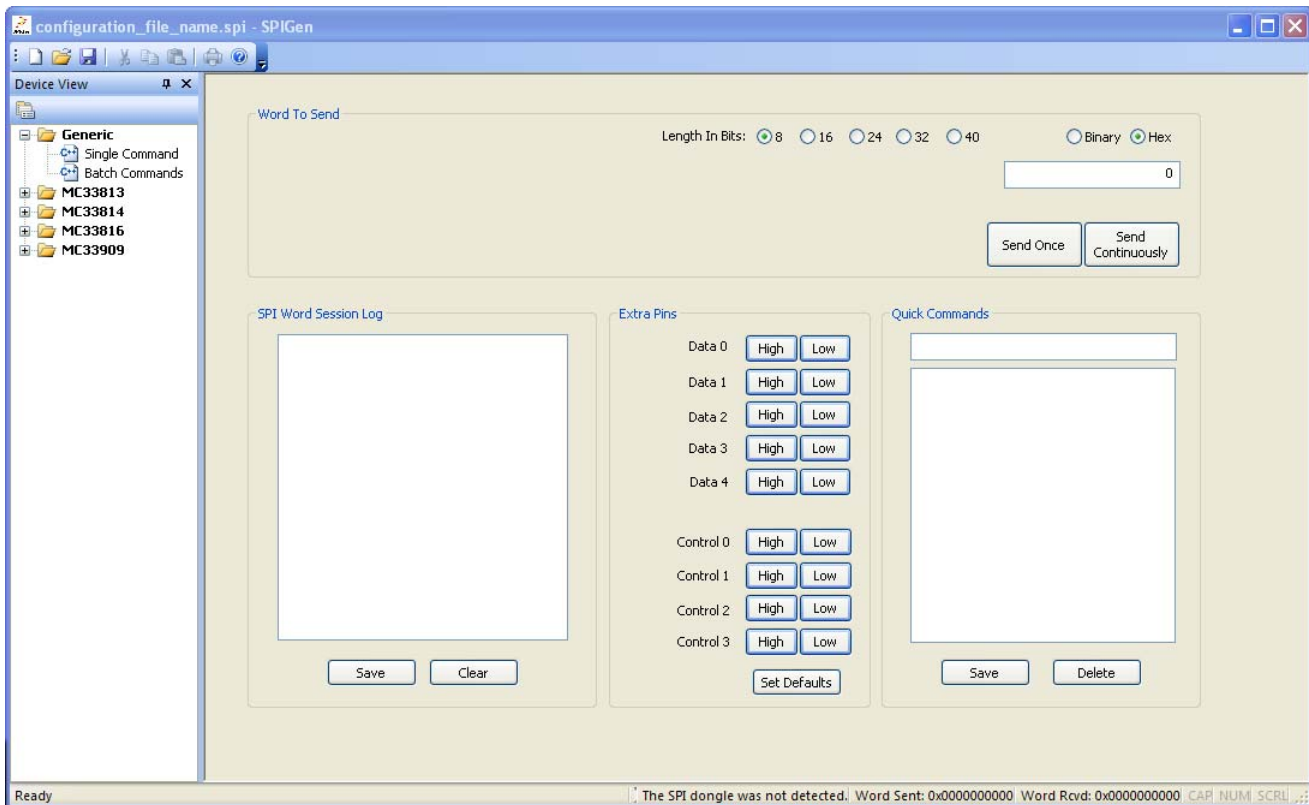 configuration_file_name.spi - SPIGen
Device View
Generic
Single Command
Batch Commands
MC33813
MC33814
MC33816
MC33909
Word To Send
Length In Bits: 8 16 24 32 40 Binary Hex
0
Send Once Send Continuously
SPI Word Session Log
Save Clear
Extra Pins
Data 0 High Low
Data 1 High Low
Data 2 High Low
Data 3 High Low
Data 4 High Low
Control 0 High Low
Control 1 High Low
Control 2 High Low
Control 3 High Low
Set Defaults
Quick Commands
Save Delete
Ready The SPI dongle was not detected. Word Sent: 0x0000000000 Word Rcvd: 0x0000000000 CAP NUM SCRL